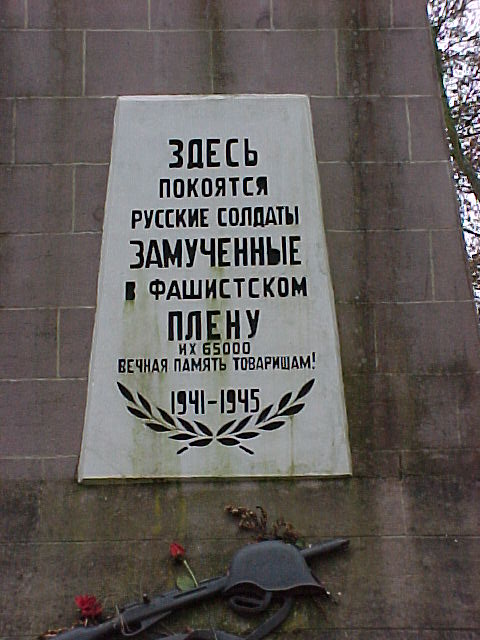 ЗДЕСЬ
ПОКОЯТСЯ
РУССКИЕ СОЛДАТЫ
ЗАМУЧЕННЫЕ
В ФАШИСТСКОМ
ПЛЕНУ
ИХ 65000
ВЕЧНАЯ ПАМЯТЬ ТОВАРИЩАМ!
1941-1945